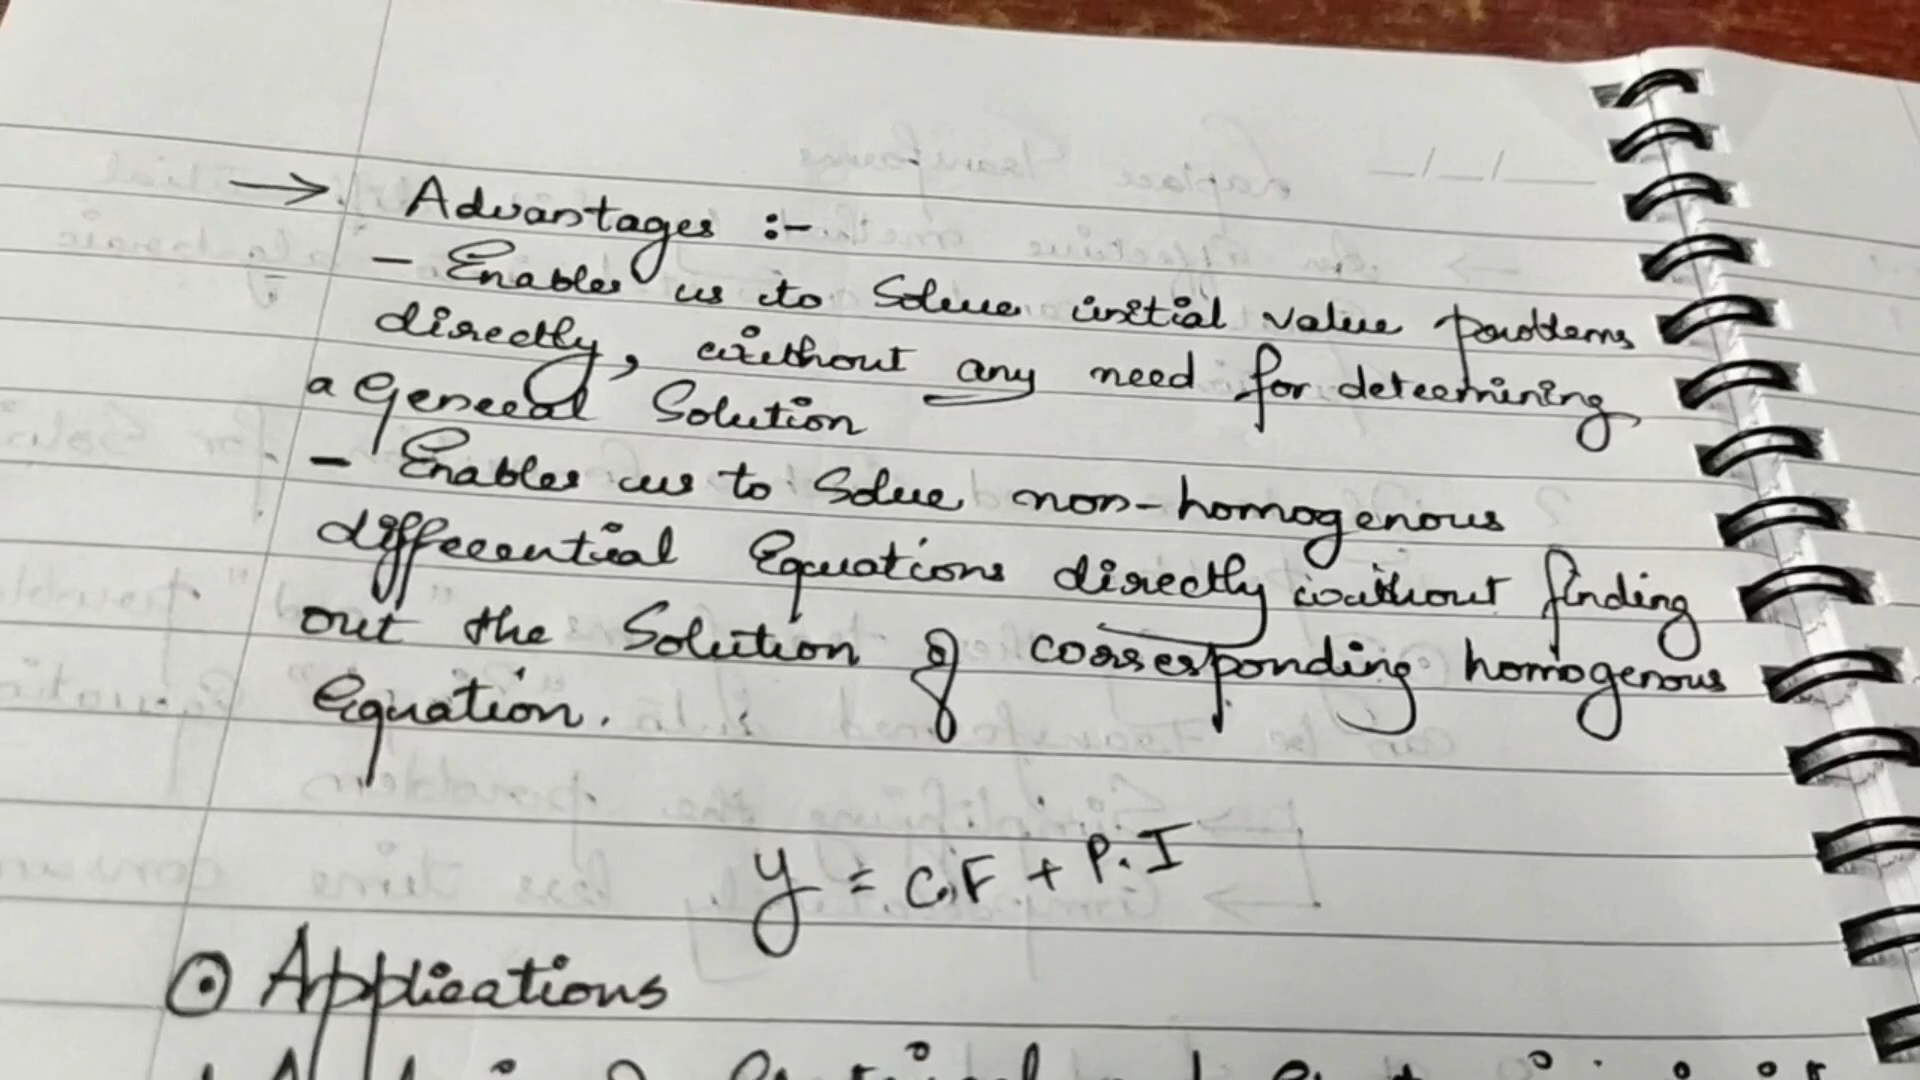 → Advantages :-
- Enables us to Solve initial value problems
directly, without any need for determining
a General Solution
- Enables us to Solve non-homogenous
differential Equations directly without finding
out the Solution of corresponding homogenous
Equation.
y = C.F + P.I
⊙ Applications